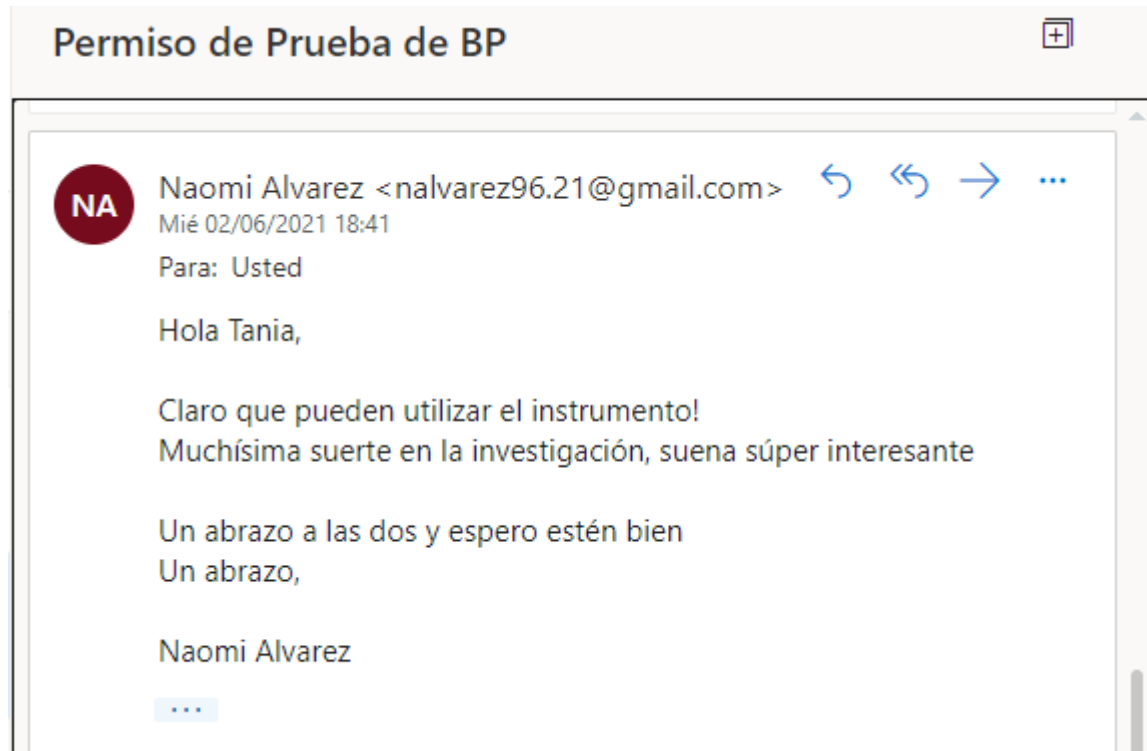 Permiso de Prueba de BP
NA
Naomi Alvarez <nalvarez96.21@gmail.com>
Mié 02/06/2021 18:41
Para: Usted
Hola Tania,
Claro que pueden utilizar el instrumento!
Muchísima suerte en la investigación, suena súper interesante
Un abrazo a las dos y espero estén bien
Un abrazo,
Naomi Alvarez